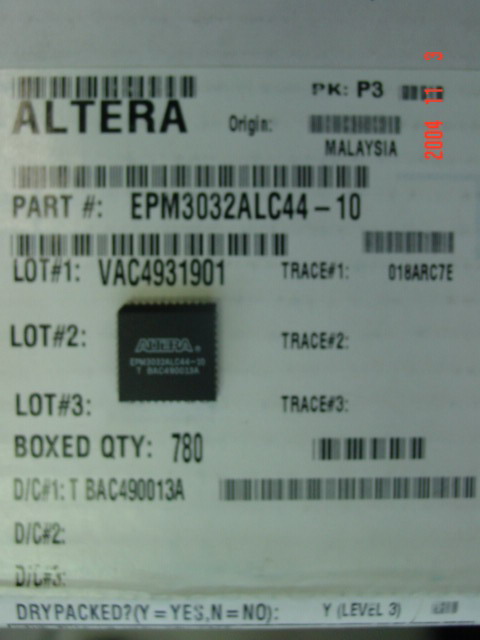 PK: P3
ALTERA
Origin:
MALAYSIA
2004 11 3
PART #: EPM3032ALC44-10
LOT#1: VAC4931901 TRACE#1: 018ARC7E
LOT#2: TRACE#2:
ALTERA®
EPM3032ALC44-10
T BAC490013A
LOT#3: TRACE#3:
BOXED QTY: 780
D/C#1: T BAC490013A
D/C#2:
D/C#3:
DRYPACKED?(Y=YES,N=NO): Y (LEVEL 3)